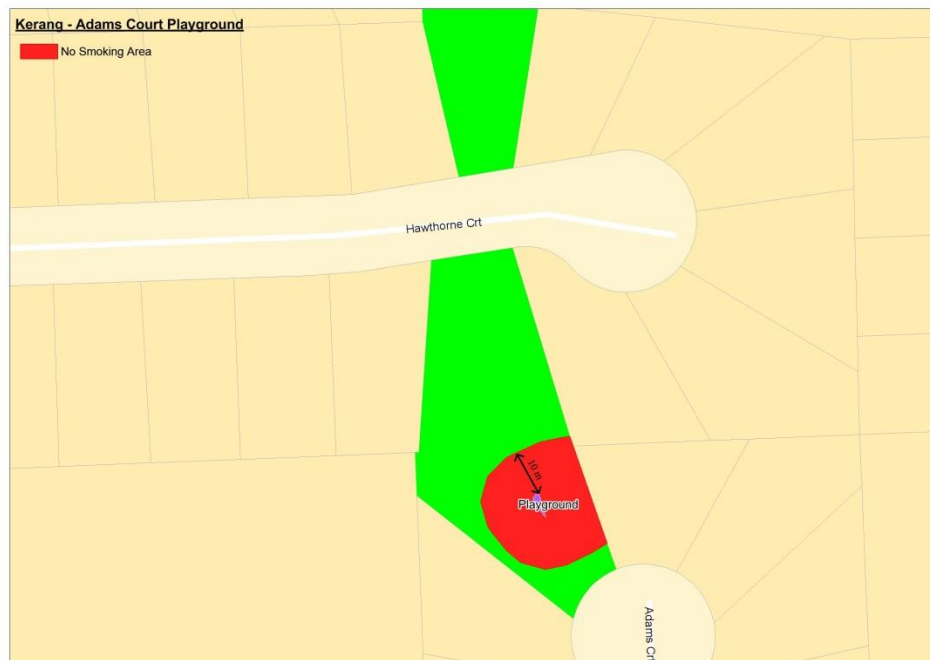 Kerang - Adams Court Playground
No Smoking Area
Hawthorne Crt
10 m
Playground
Adams Crt